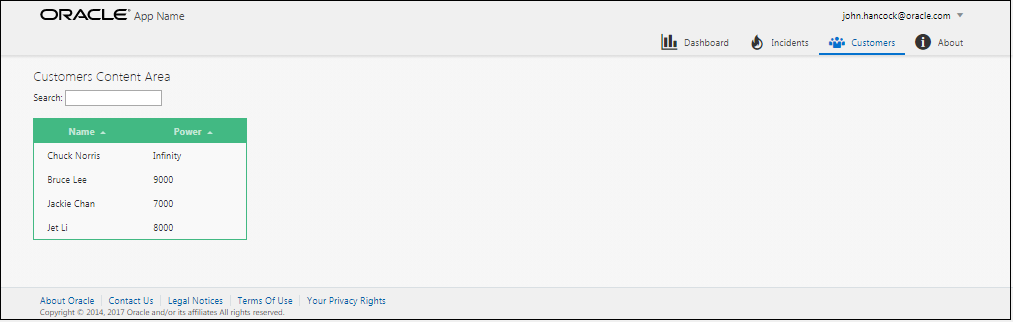 ORACLE® App Name
john.hancock@oracle.com
Dashboard Incidents Customers About
Customers Content Area
Search:
Name Power
Chuck Norris Infinity
Bruce Lee 9000
Jackie Chan 7000
Jet Li 8000
About Oracle Contact Us Legal Notices Terms Of Use Your Privacy Rights
Copyright © 2014, 2017 Oracle and/or its affiliates All rights reserved.